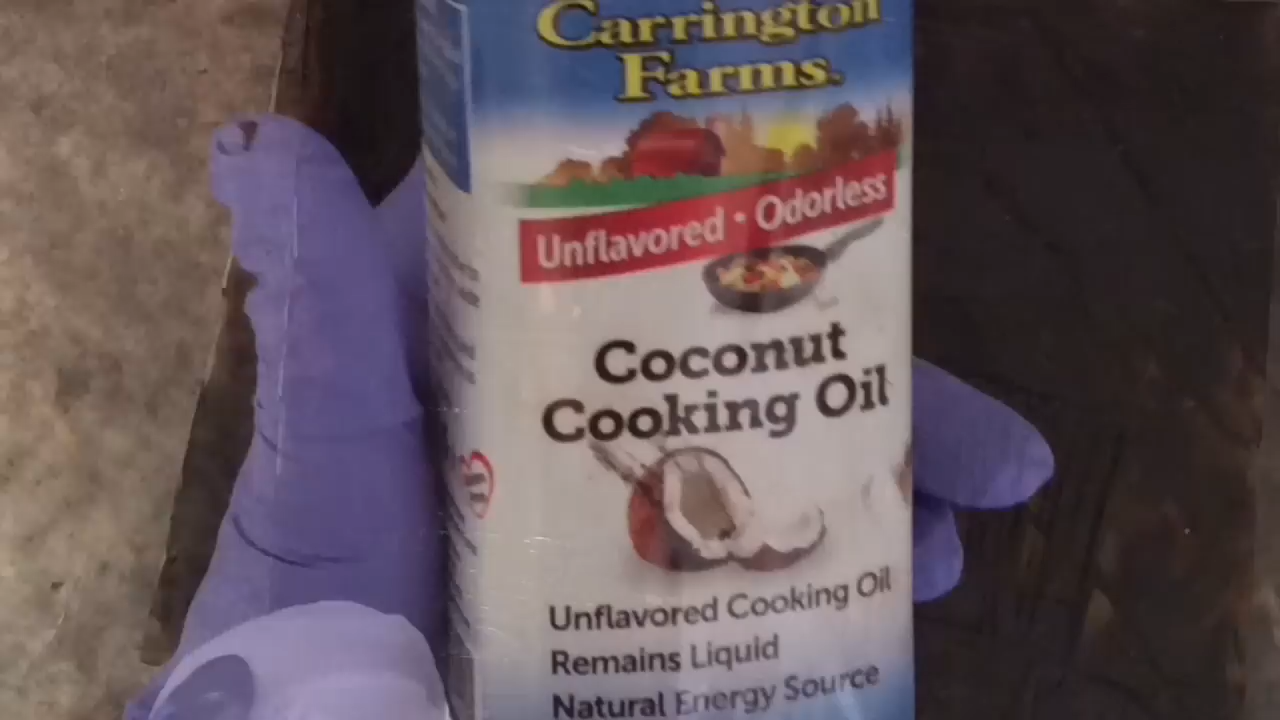 Carrington
Farms
Unflavored • Odorless
Coconut
Cooking Oil
Unflavored Cooking Oil
Remains Liquid
Natural Energy Source